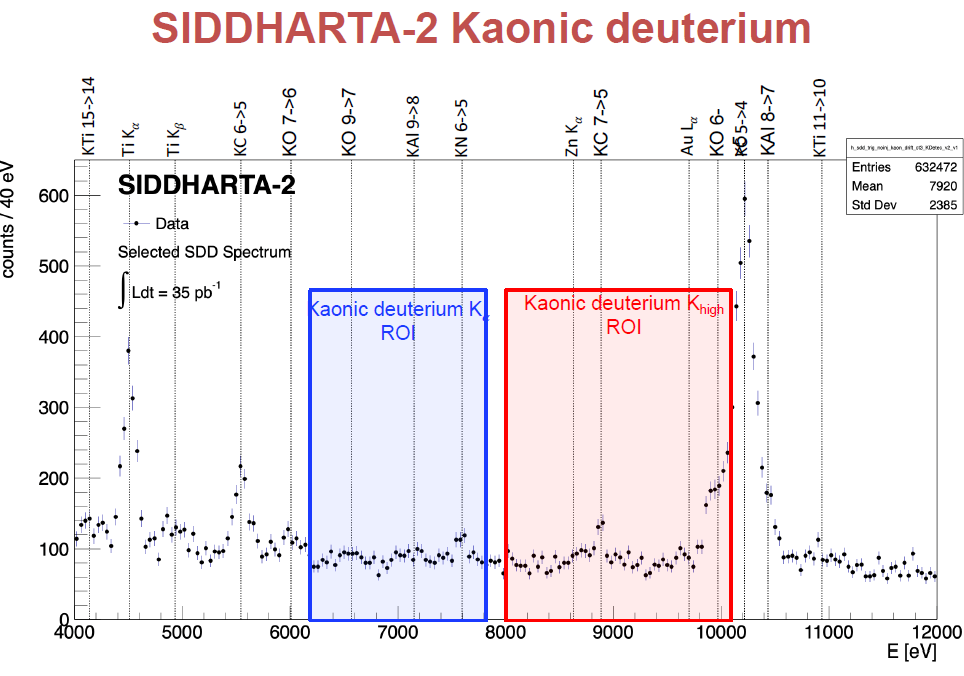 SIDDHARTA-2 Kaonic deuterium
KTi 15->14
Ti Kα
Ti Kβ
KC 6->5
KO 7->6
KO 9->7
KAl 9->8
KN 6->5
Zn Kα
KC 7->5
Au Lα
KO 6-
5->4
KAl 8->7
KTi 11->10
Entries 632472
Mean 7920
Std Dev 2385
counts / 40 eV
SIDDHARTA-2
Data
Selected SDD Spectrum
∫ Ldt = 35 pb-1
Kaonic deuterium K
ROI
Kaonic deuterium Khigh
ROI
600
500
400
300
200
100
0
4000 5000 6000 7000 8000 9000 10000 11000 12000
E [eV]